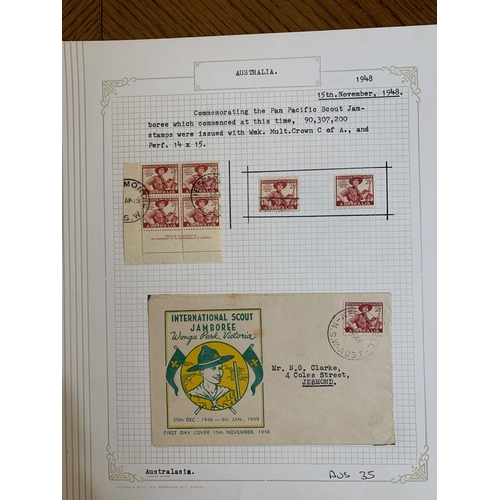 AUSTRALIA.
1948
15th.November, 1948.
Commemorating the Pan Pacific Scout Jam-
boree which commenced at this time, 90,307,200
stamps were issued with Wmk. Mult.Crown C of A., and
Perf. 14 x 15.
INTERNATIONAL SCOUT
JAMBOREE
Wonga Park, Victoria
29th DEC., 1948 — 8th JAN., 1949
FIRST DAY COVER 15th NOVEMBER, 1948
Mr. N.G. Clarke,
4 Coles Street,
JESMOND.
Australasia.
AUS 35